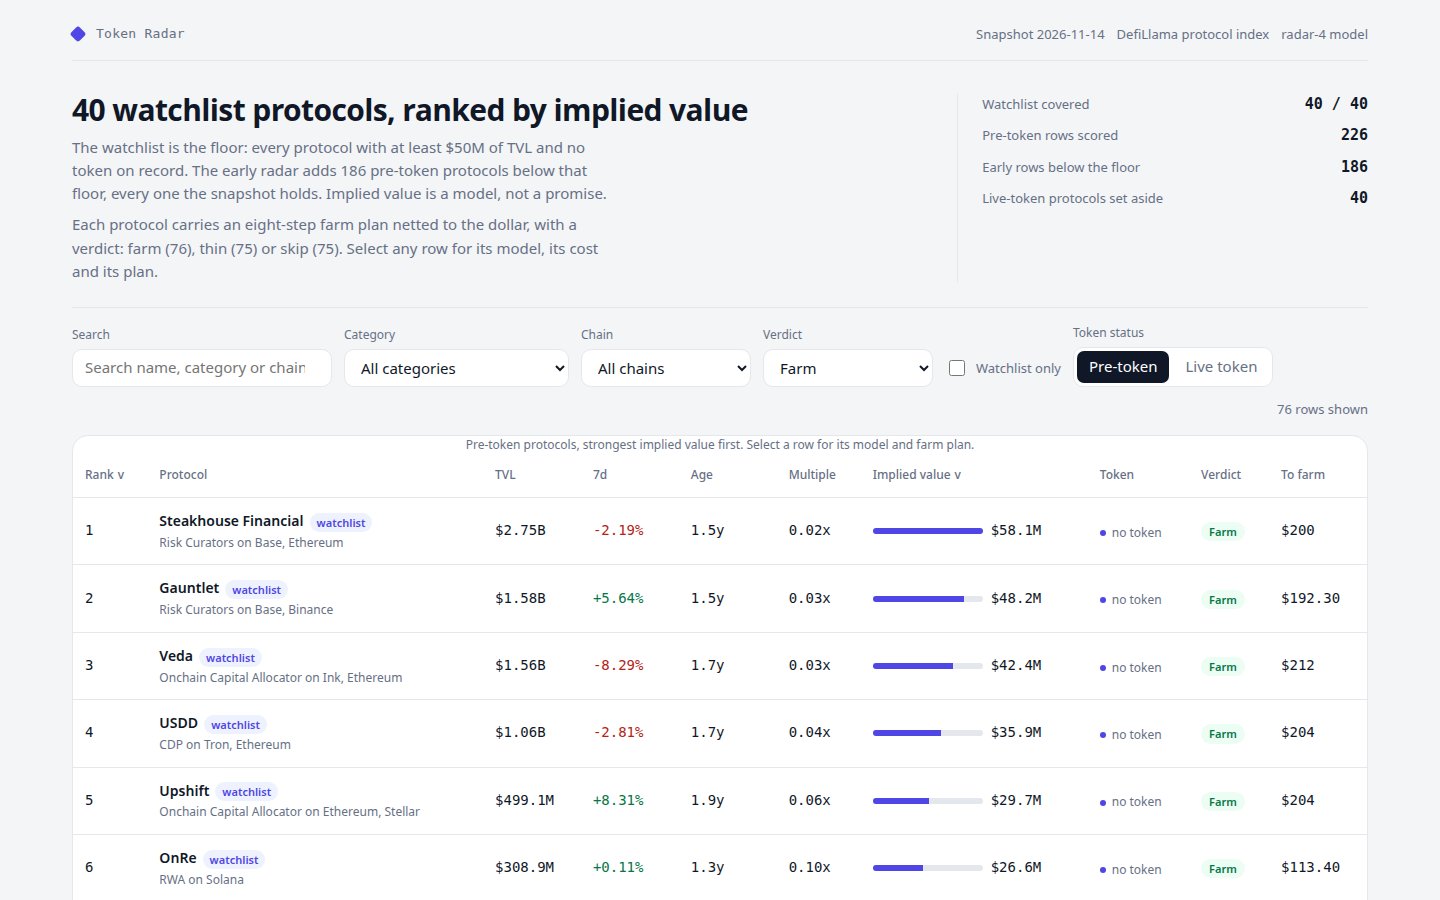 Token Radar
Snapshot 2026-11-14 DefiLlama protocol index radar-4 model
40 watchlist protocols, ranked by implied value
The watchlist is the floor: every protocol with at least $50M of TVL and no
token on record. The early radar adds 186 pre-token protocols below that
floor, every one the snapshot holds. Implied value is a model, not a promise.
Each protocol carries an eight-step farm plan netted to the dollar, with a
verdict: farm (76), thin (75) or skip (75). Select any row for its model, its cost
and its plan.
Watchlist covered 40 / 40
Pre-token rows scored 226
Early rows below the floor 186
Live-token protocols set aside 40
Search Category Chain Verdict Token status
Search name, category or chain All categories All chains Farm Watchlist only Pre-token Live token
76 rows shown
Pre-token protocols, strongest implied value first. Select a row for its model and farm plan.
Rank v Protocol TVL 7d Age Multiple Implied value v Token Verdict To farm
1 Steakhouse Financial watchlist $2.75B -2.19% 1.5y 0.02x $58.1M no token Farm $200
Risk Curators on Base, Ethereum
2 Gauntlet watchlist $1.58B +5.64% 1.5y 0.03x $48.2M no token Farm $192.30
Risk Curators on Base, Binance
3 Veda watchlist $1.56B -8.29% 1.7y 0.03x $42.4M no token Farm $212
Onchain Capital Allocator on Ink, Ethereum
4 USDD watchlist $1.06B -2.81% 1.7y 0.04x $35.9M no token Farm $204
CDP on Tron, Ethereum
5 Upshift watchlist $499.1M +8.31% 1.9y 0.06x $29.7M no token Farm $204
Onchain Capital Allocator on Ethereum, Stellar
6 OnRe watchlist $308.9M +0.11% 1.3y 0.10x $26.6M no token Farm $113.40
RWA on Solana